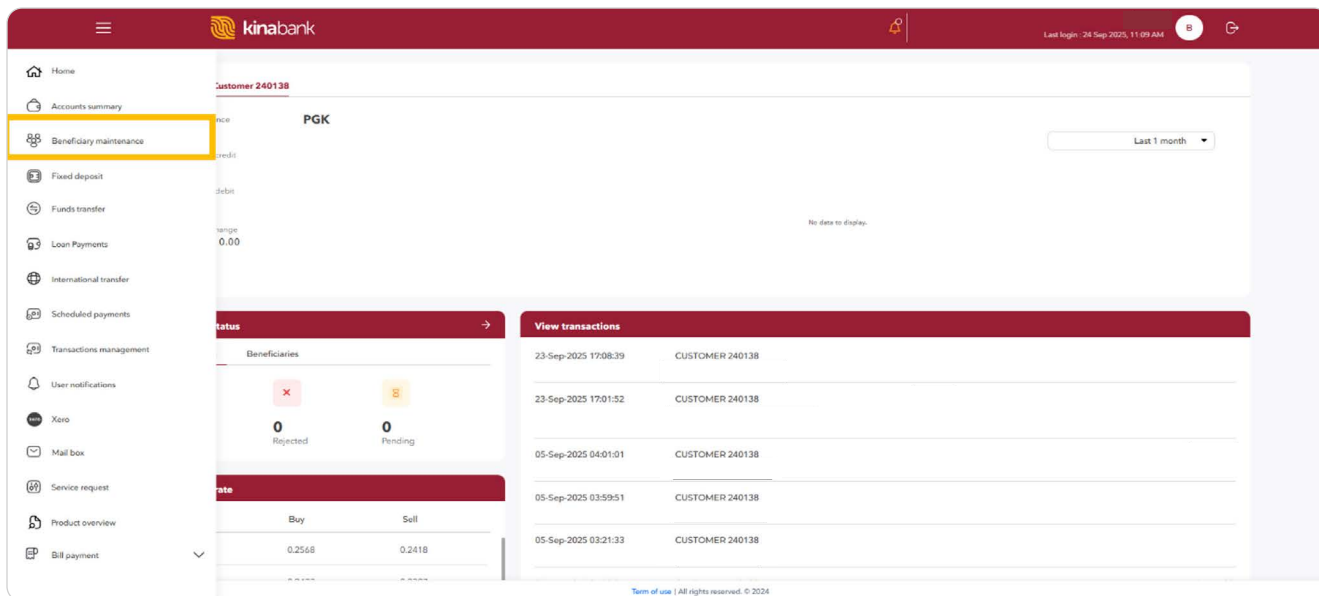 kinabank
Last login : 24 Sep 2025, 11:09 AM
B
Home
Accounts summary
Beneficiary maintenance
Fixed deposit
Funds transfer
Loan Payments
International transfer
Scheduled payments
Transactions management
User notifications
Xero
Mail box
Service request
Product overview
Bill payment
Customer 240138
nce
PGK
credit
debit
hange
0.00
Last 1 month
No data to display.
tatus
Beneficiaries
0
Rejected
0
Pending
rate
Buy
Sell
0.2568
0.2418
View transactions
23-Sep-2025 17:08:39 CUSTOMER 240138
23-Sep-2025 17:01:52 CUSTOMER 240138
05-Sep-2025 04:01:01 CUSTOMER 240138
05-Sep-2025 03:59:51 CUSTOMER 240138
05-Sep-2025 03:21:33 CUSTOMER 240138
Term of use | All rights reserved. © 2024